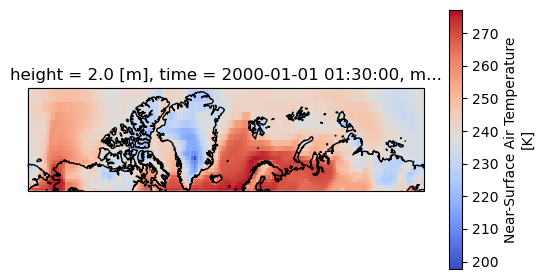 height = 2.0 [m], time = 2000-01-01 01:30:00, m...
270
260
250
240
230
220
210
200
Near-Surface Air Temperature
[K]